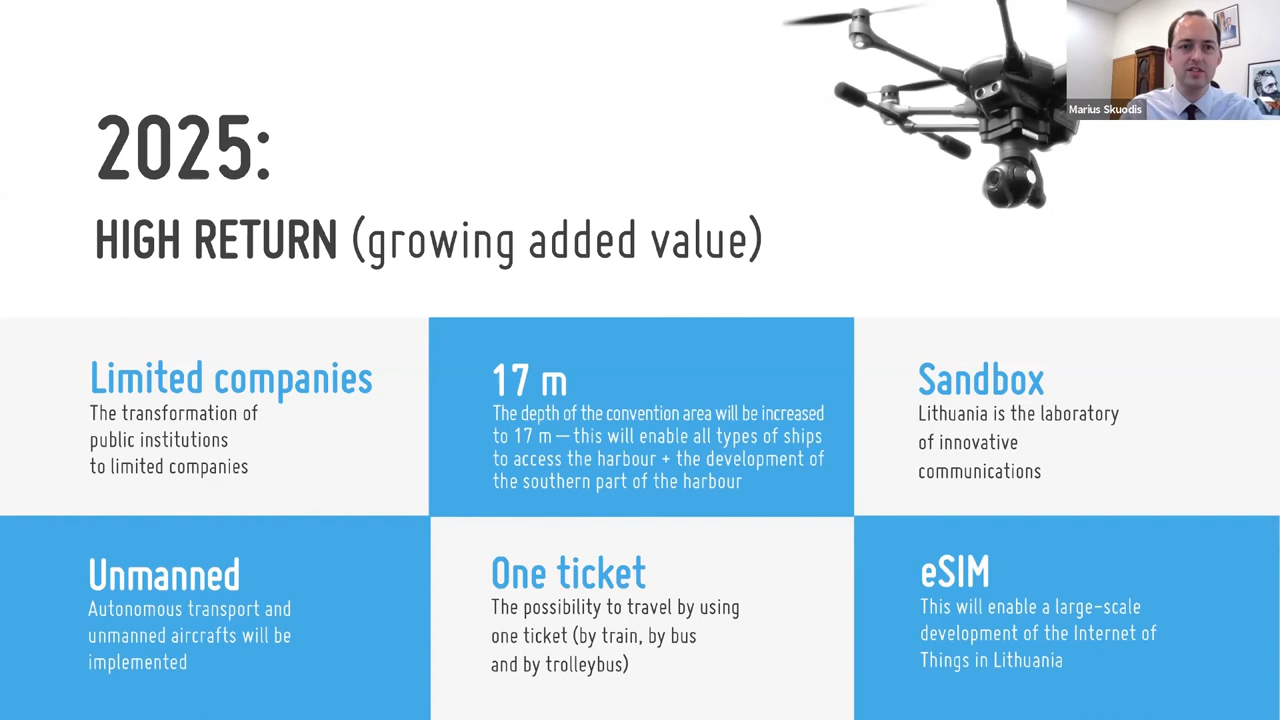 Marius Skuodis
2025:
HIGH RETURN (growing added value)
Limited companies
The transformation of
public institutions
to limited companies
17 m
The depth of the convention area will be increased
to 17 m — this will enable all types of ships
to access the harbour + the development of
the southern part of the harbour
Sandbox
Lithuania is the laboratory
of innovative
communications
Unmanned
Autonomous transport and
unmanned aircrafts will be
implemented
One ticket
The possibility to travel by using
one ticket (by train, by bus
and by trolleybus)
eSIM
This will enable a large-scale
development of the Internet of
Things in Lithuania